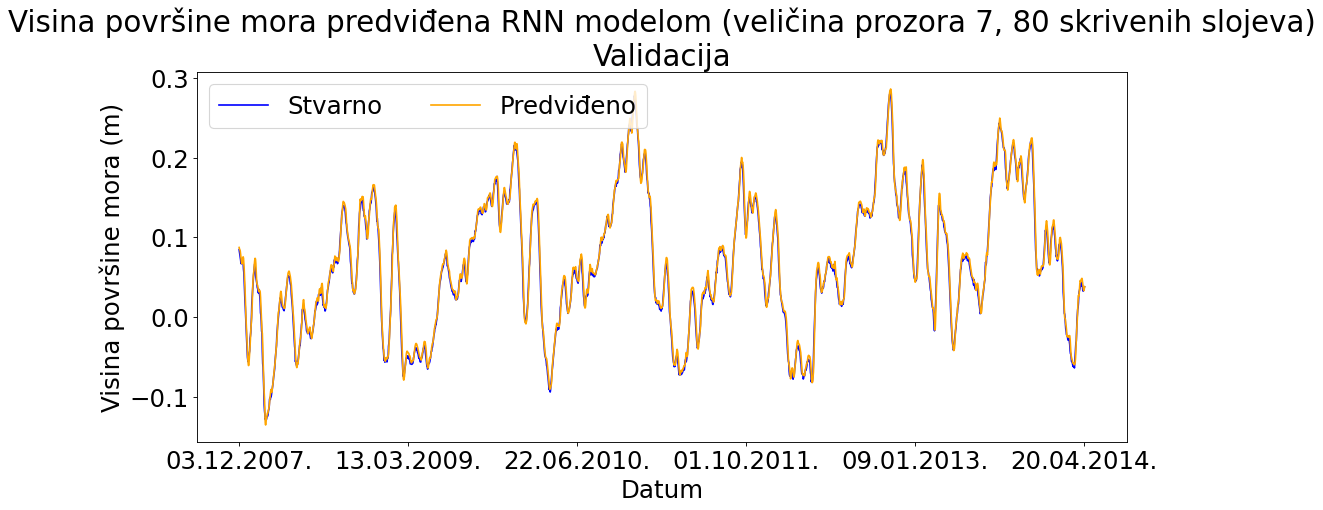 Visina površine mora predviđena RNN modelom (veličina prozora 7, 80 skrivenih slojeva)
Validacija
Stvarno Predviđeno
Visina površine mora (m)
0.3
0.2
0.1
0.0
−0.1
03.12.2007. 13.03.2009. 22.06.2010. 01.10.2011. 09.01.2013. 20.04.2014.
Datum